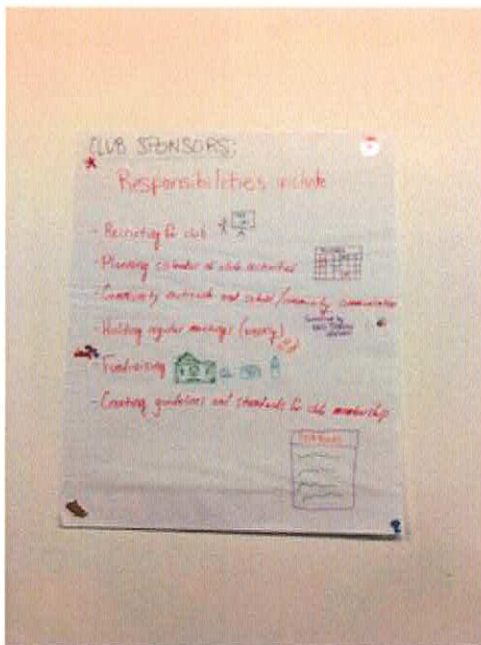 CLUB SPONSORS:
Responsibilities include
- Recruiting for club
- Planning calendar of club activities
- Community outreach and school/community communication
- Holding regular meetings (weekly)
- Fundraising
- Creating guidelines and standards for club membership